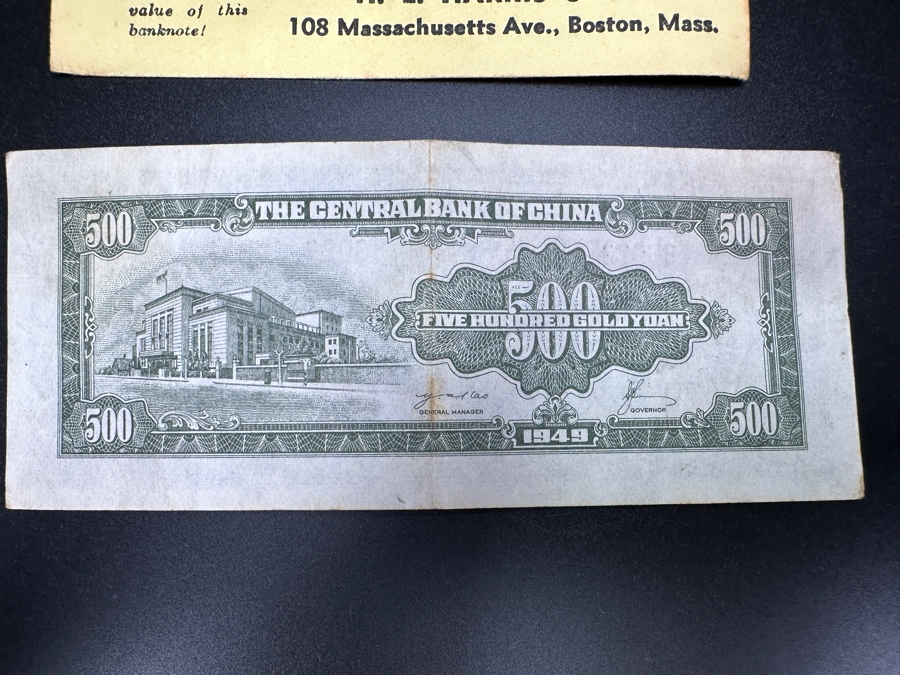 value of this
banknote!
108 Massachusetts Ave., Boston, Mass.
THE CENTRAL BANK OF CHINA
500
500
500
FIVE HUNDRED GOLD YUAN
GENERAL MANAGER
GOVERNOR
500
1949
500